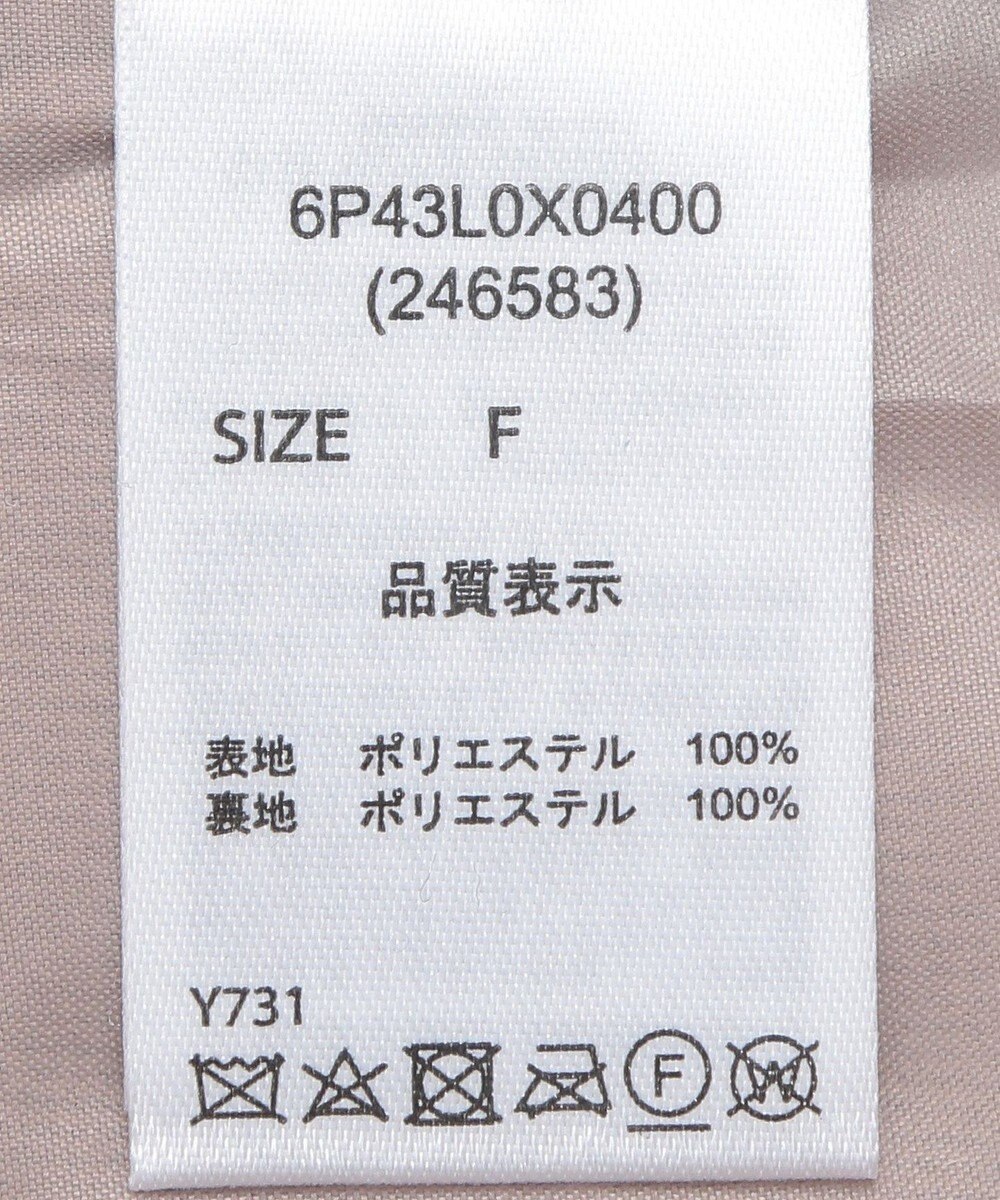 6P43L0X0400
(246583)
SIZE F
品質表示
表地 ポリエステル 100%
裏地 ポリエステル 100%
Y731
F W